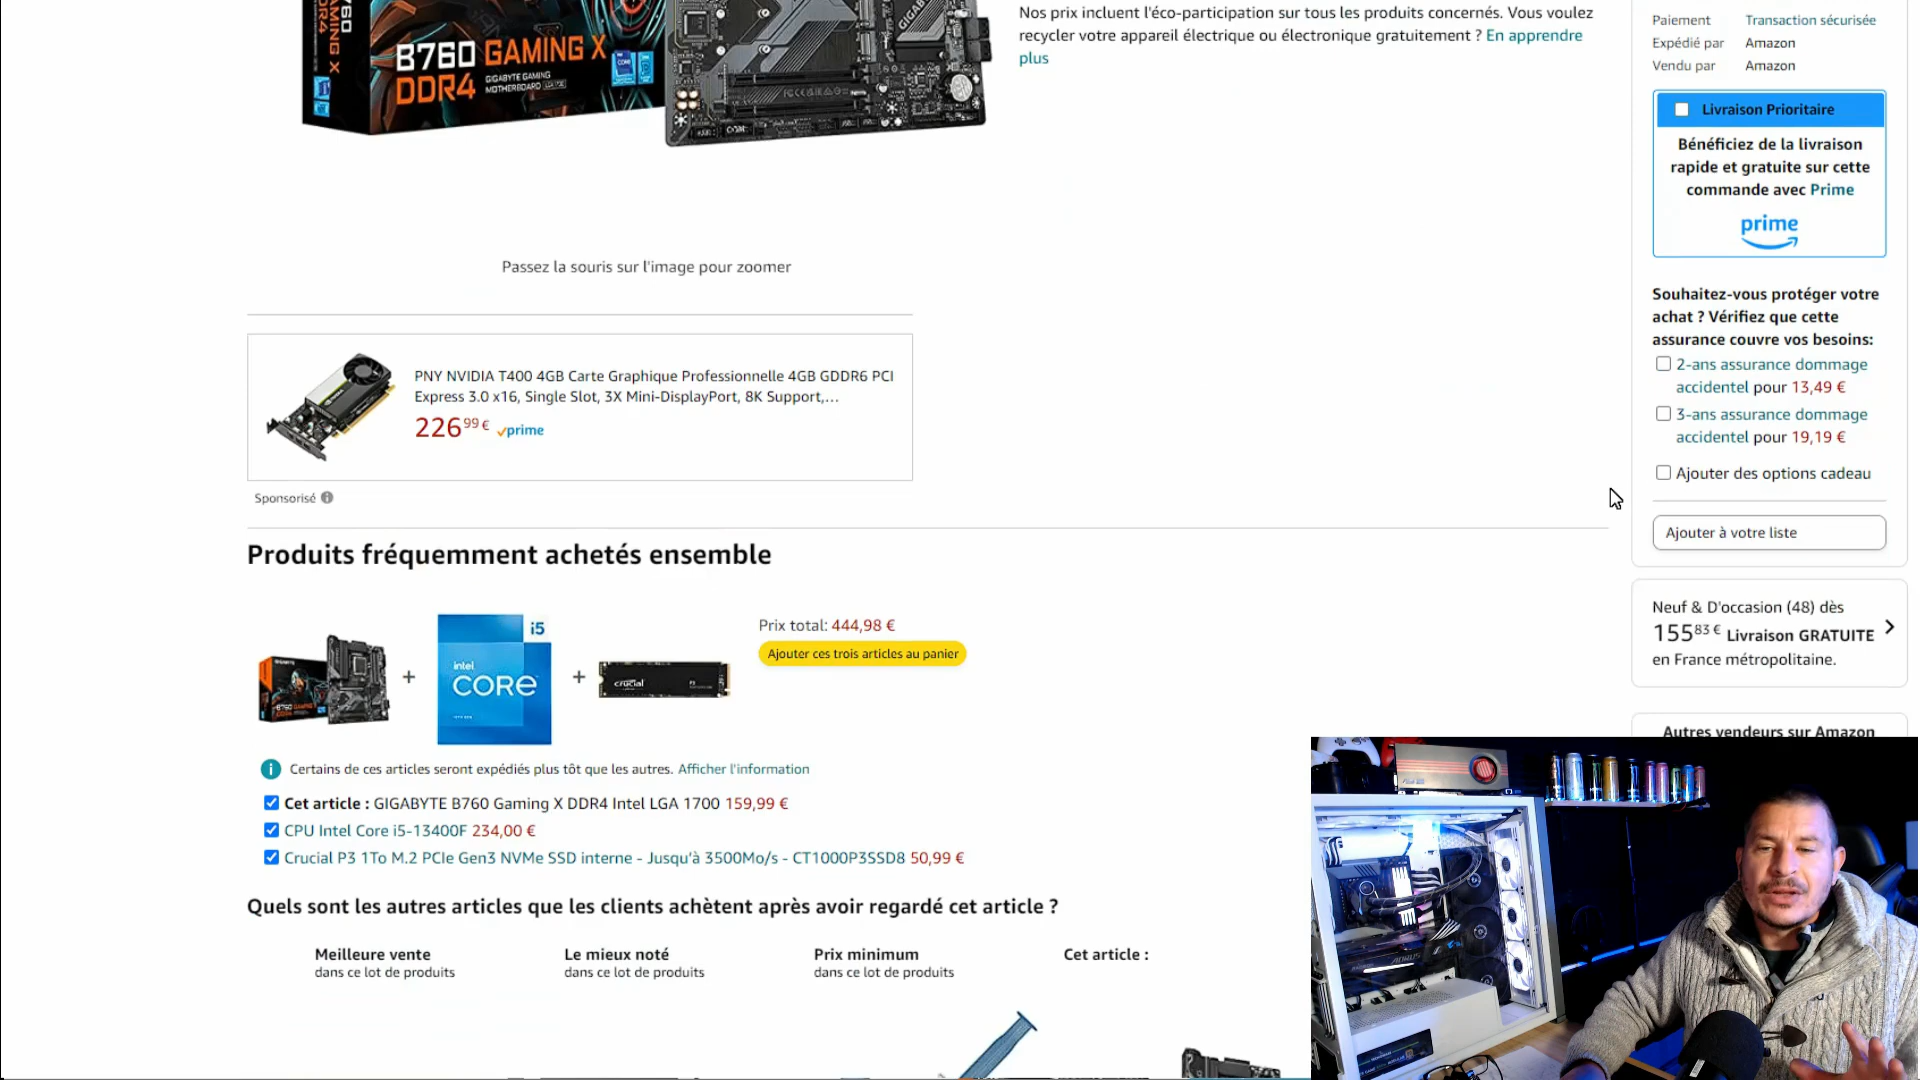 B760 GAMING X
DDR4
GIGABYTE GAMING
MOTHERBOARD
GAMING X
Nos prix incluent l'éco-participation sur tous les produits concernés. Vous voulez
recycler votre appareil électrique ou électronique gratuitement ? En apprendre
plus
Passez la souris sur l'image pour zoomer
PNY NVIDIA T400 4GB Carte Graphique Professionnelle 4GB GDDR6 PCI
Express 3.0 x16, Single Slot, 3X Mini-DisplayPort, 8K Support,...
226,99 € prime
Sponsorisé
Produits fréquemment achetés ensemble
B760
+
i5
intel
CORE
+
crucial
Prix total: 444,98 €
Ajouter ces trois articles au panier
Certains de ces articles seront expédiés plus tôt que les autres. Afficher l'information
Cet article : GIGABYTE B760 Gaming X DDR4 Intel LGA 1700 159,99 €
CPU Intel Core i5-13400F 234,00 €
Crucial P3 1To M.2 PCIe Gen3 NVMe SSD interne - Jusqu'à 3500Mo/s - CT1000P3SSD8 50,99 €
Quels sont les autres articles que les clients achètent après avoir regardé cet article ?
Meilleure vente
dans ce lot de produits
Le mieux noté
dans ce lot de produits
Prix minimum
dans ce lot de produits
Cet article :
Paiement Transaction sécurisée
Expédié par Amazon
Vendu par Amazon
Livraison Prioritaire
Bénéficiez de la livraison
rapide et gratuite sur cette
commande avec Prime
prime
Souhaitez-vous protéger votre
achat ? Vérifiez que cette
assurance couvre vos besoins:
2-ans assurance dommage
accidentel pour 13,49 €
3-ans assurance dommage
accidentel pour 19,19 €
Ajouter des options cadeau
Ajouter à votre liste
Neuf & D'occasion (48) dès
155 83 € Livraison GRATUITE
en France métropolitaine.
Autres vendeurs sur Amazon
AORUS